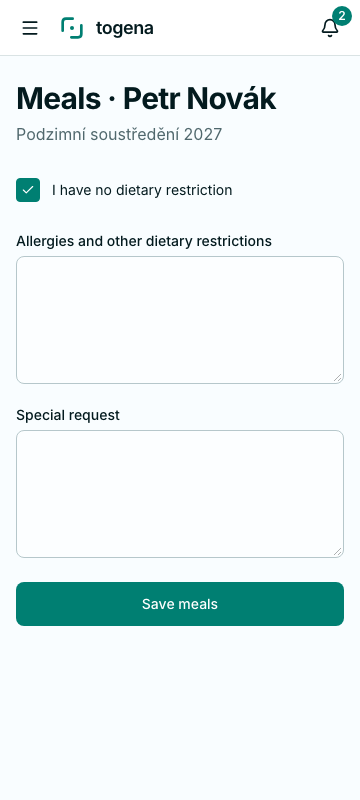 togena
2
Meals · Petr Novák
Podzimní soustředění 2027
I have no dietary restriction
Allergies and other dietary restrictions
Special request
Save meals